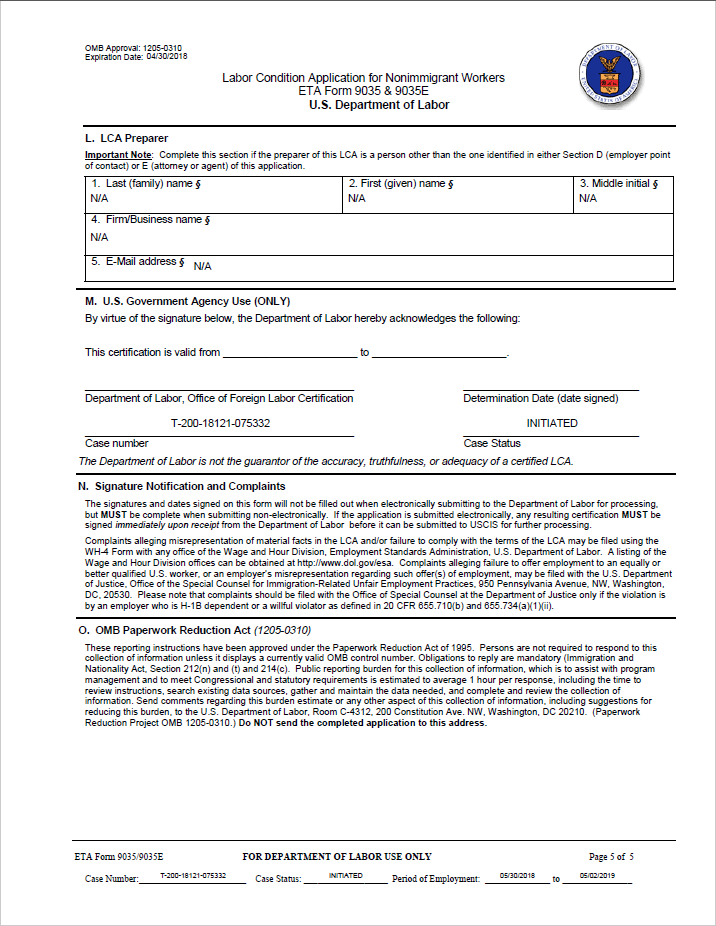 OMB Approval: 1205-0310
Expiration Date: 04/30/2018
Labor Condition Application for Nonimmigrant Workers
ETA Form 9035 & 9035E
U.S. Department of Labor
DEPARTMENT OF LABOR
UNITED STATES OF AMERICA
L. LCA Preparer
Important Note: Complete this section if the preparer of this LCA is a person other than the one identified in either Section D (employer point
of contact) or E (attorney or agent) of this application.
1. Last (family) name § 2. First (given) name § 3. Middle initial §
N/A N/A N/A
4. Firm/Business name §
N/A
5. E-Mail address § N/A
M. U.S. Government Agency Use (ONLY)
By virtue of the signature below, the Department of Labor hereby acknowledges the following:
This certification is valid from _______________ to _______________.
Department of Labor, Office of Foreign Labor Certification Determination Date (date signed)
T-200-18121-075332 INITIATED
Case number Case Status
The Department of Labor is not the guarantor of the accuracy, truthfulness, or adequacy of a certified LCA.
N. Signature Notification and Complaints
The signatures and dates signed on this form will not be filled out when electronically submitting to the Department of Labor for processing,
but MUST be complete when submitting non-electronically. If the application is submitted electronically, any resulting certification MUST be
signed immediately upon receipt from the Department of Labor before it can be submitted to USCIS for further processing.
Complaints alleging misrepresentation of material facts in the LCA and/or failure to comply with the terms of the LCA may be filed using the
WH-4 Form with any office of the Wage and Hour Division, Employment Standards Administration, U.S. Department of Labor. A listing of the
Wage and Hour Division offices can be obtained at http://www.dol.gov/esa. Complaints alleging failure to offer employment to an equally or
better qualified U.S. worker, or an employer's misrepresentation regarding such offer(s) of employment, may be filed with the U.S. Department
of Justice, Office of the Special Counsel for Immigration-Related Unfair Employment Practices, 950 Pennsylvania Avenue, NW, Washington,
DC, 20530. Please note that complaints should be filed with the Office of Special Counsel at the Department of Justice only if the violation is
by an employer who is H-1B dependent or a willful violator as defined in 20 CFR 655.710(b) and 655.734(a)(1)(ii).
O. OMB Paperwork Reduction Act (1205-0310)
These reporting instructions have been approved under the Paperwork Reduction Act of 1995. Persons are not required to respond to this
collection of information unless it displays a currently valid OMB control number. Obligations to reply are mandatory (Immigration and
Nationality Act, Section 212(n) and (t) and 214(c). Public reporting burden for this collection of information, which is to assist with program
management and to meet Congressional and statutory requirements is estimated to average 1 hour per response, including the time to
review instructions, search existing data sources, gather and maintain the data needed, and complete and review the collection of
information. Send comments regarding this burden estimate or any other aspect of this collection of information, including suggestions for
reducing this burden, to the U.S. Department of Labor, Room C-4312, 200 Constitution Ave. NW, Washington, DC 20210. (Paperwork
Reduction Project OMB 1205-0310.) Do NOT send the completed application to this address.
ETA Form 9035/9035E FOR DEPARTMENT OF LABOR USE ONLY Page 5 of 5
Case Number: T-200-18121-075332 Case Status: INITIATED Period of Employment: 05/30/2018 to 05/02/2019